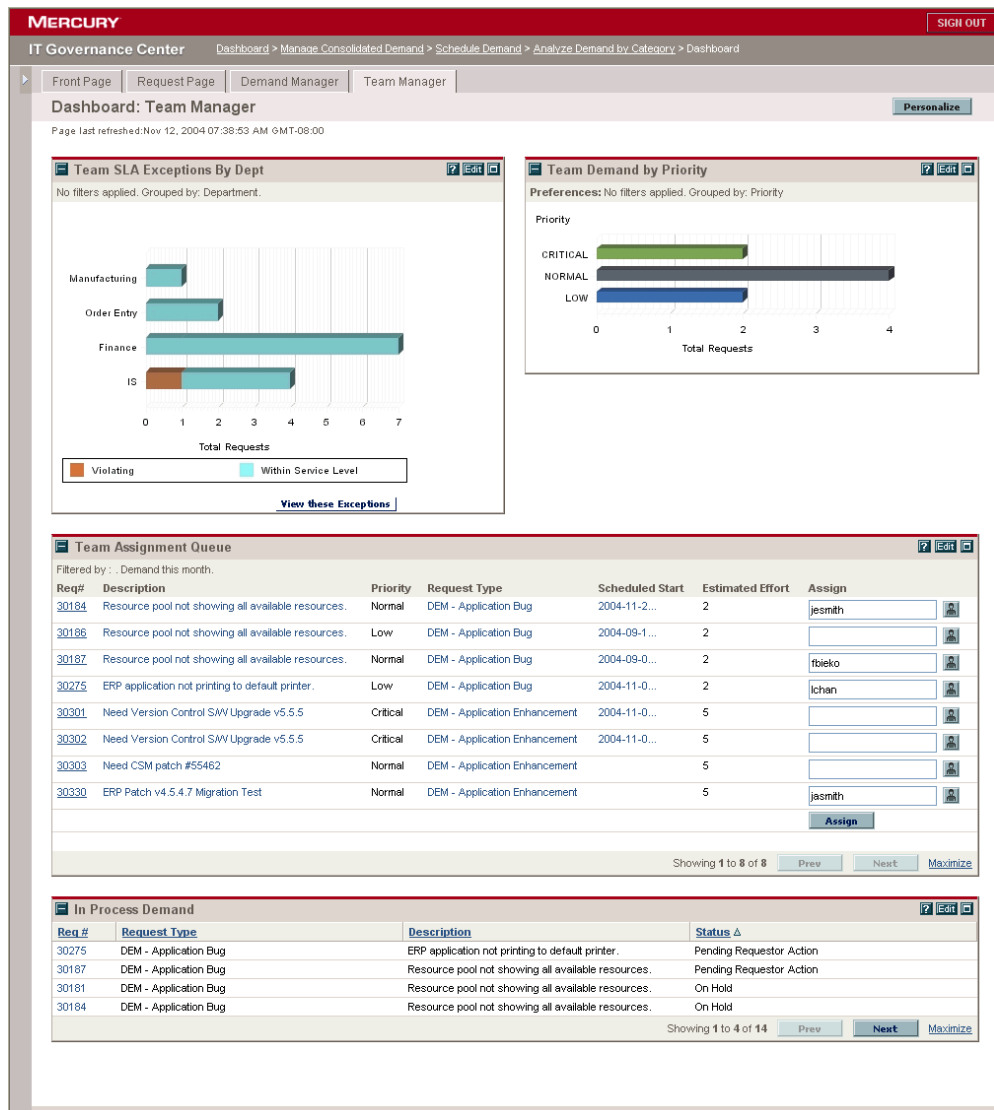 MERCURY
SIGN OUT
IT Governance Center
Dashboard > Manage Consolidated Demand > Schedule Demand > Analyze Demand by Category > Dashboard
Front Page
Request Page
Demand Manager
Team Manager
Dashboard: Team Manager
Personalize
Page last refreshed:Nov 12, 2004 07:38:53 AM GMT-08:00
Team SLA Exceptions By Dept
? Edit
No filters applied. Grouped by: Department.
Manufacturing
Order Entry
Finance
IS
0 1 2 3 4 5 6 7
Total Requests
Violating
Within Service Level
View these Exceptions
Team Demand by Priority
? Edit
Preferences: No filters applied. Grouped by: Priority
Priority
CRITICAL
NORMAL
LOW
0 1 2 3 4
Total Requests
Team Assignment Queue
? Edit
Filtered by : . Demand this month.
Req# Description Priority Request Type Scheduled Start Estimated Effort Assign
30184 Resource pool not showing all available resources. Normal DEM - Application Bug 2004-11-2... 2 jesmith
30186 Resource pool not showing all available resources. Low DEM - Application Bug 2004-09-1... 2
30187 Resource pool not showing all available resources. Normal DEM - Application Bug 2004-09-0... 2 fbieko
30275 ERP application not printing to default printer. Low DEM - Application Bug 2004-11-0... 2 lchan
30301 Need Version Control S/W Upgrade v5.5.5 Critical DEM - Application Enhancement 2004-11-0... 5
30302 Need Version Control S/W Upgrade v5.5.5 Critical DEM - Application Enhancement 2004-11-0... 5
30303 Need CSM patch #55462 Normal DEM - Application Enhancement 5
30330 ERP Patch v4.5.4.7 Migration Test Normal DEM - Application Enhancement 5 jasmith
Assign
Showing 1 to 8 of 8 Prev Next Maximize
In Process Demand
? Edit
Req # Request Type Description Status
30275 DEM - Application Bug ERP application not printing to default printer. Pending Requestor Action
30187 DEM - Application Bug Resource pool not showing all available resources. Pending Requestor Action
30181 DEM - Application Bug Resource pool not showing all available resources. On Hold
30184 DEM - Application Bug Resource pool not showing all available resources. On Hold
Showing 1 to 4 of 14 Prev Next Maximize